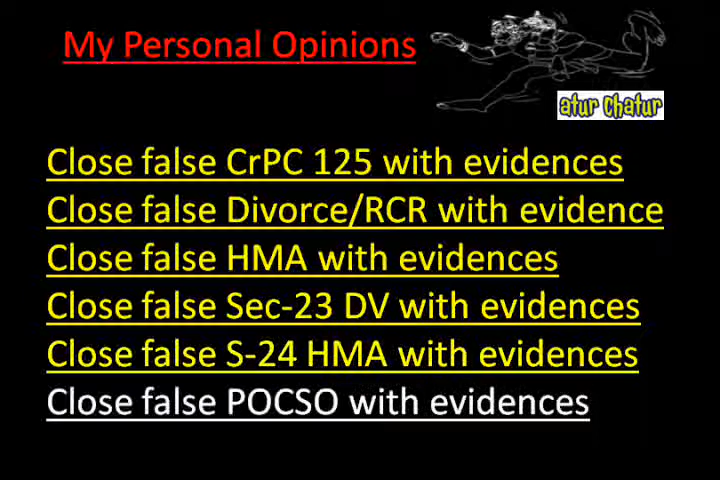 My Personal Opinions
atur Chatur
Close false CrPC 125 with evidences
Close false Divorce/RCR with evidence
Close false HMA with evidences
Close false Sec-23 DV with evidences
Close false S-24 HMA with evidences
Close false POCSO with evidences